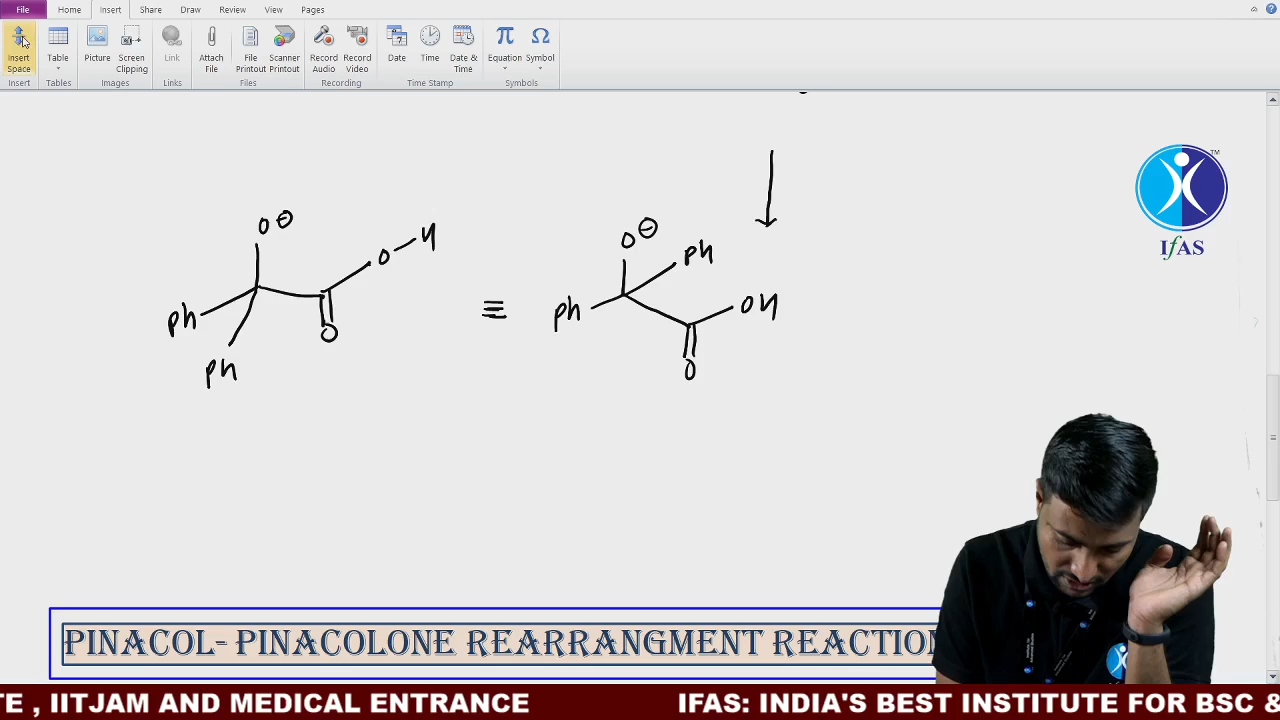 File Home Insert Share Draw Review View Pages
Insert Space Table Picture Screen Clipping Link Attach File File Printout Scanner Printout Record Audio Record Video Date Time Date & Time Equation Symbol
Insert Tables Images Links Files Recording Time Stamp Symbols
O⊖
O-H
Ph
O
Ph
≡
O⊖
Ph
Ph
OH
O
IfAS
TM
PINACOL- PINACOLONE REARRANGMENT REACTION
TE , IITJAM AND MEDICAL ENTRANCE IFAS: INDIA'S BEST INSTITUTE FOR BSC &